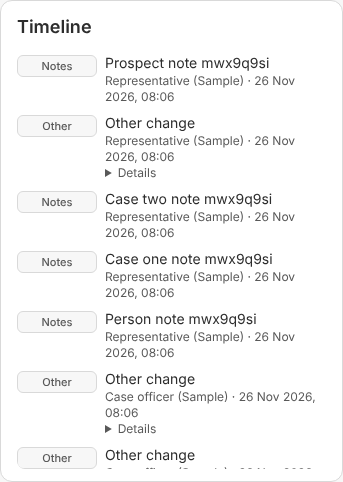 Timeline
Notes
Prospect note mwx9q9si
Representative (Sample) · 26 Nov
2026, 08:06
Other
Other change
Representative (Sample) · 26 Nov
2026, 08:06
Details
Notes
Case two note mwx9q9si
Representative (Sample) · 26 Nov
2026, 08:06
Notes
Case one note mwx9q9si
Representative (Sample) · 26 Nov
2026, 08:06
Notes
Person note mwx9q9si
Representative (Sample) · 26 Nov
2026, 08:06
Other
Other change
Case officer (Sample) · 26 Nov 2026,
08:06
Details
Other
Other change